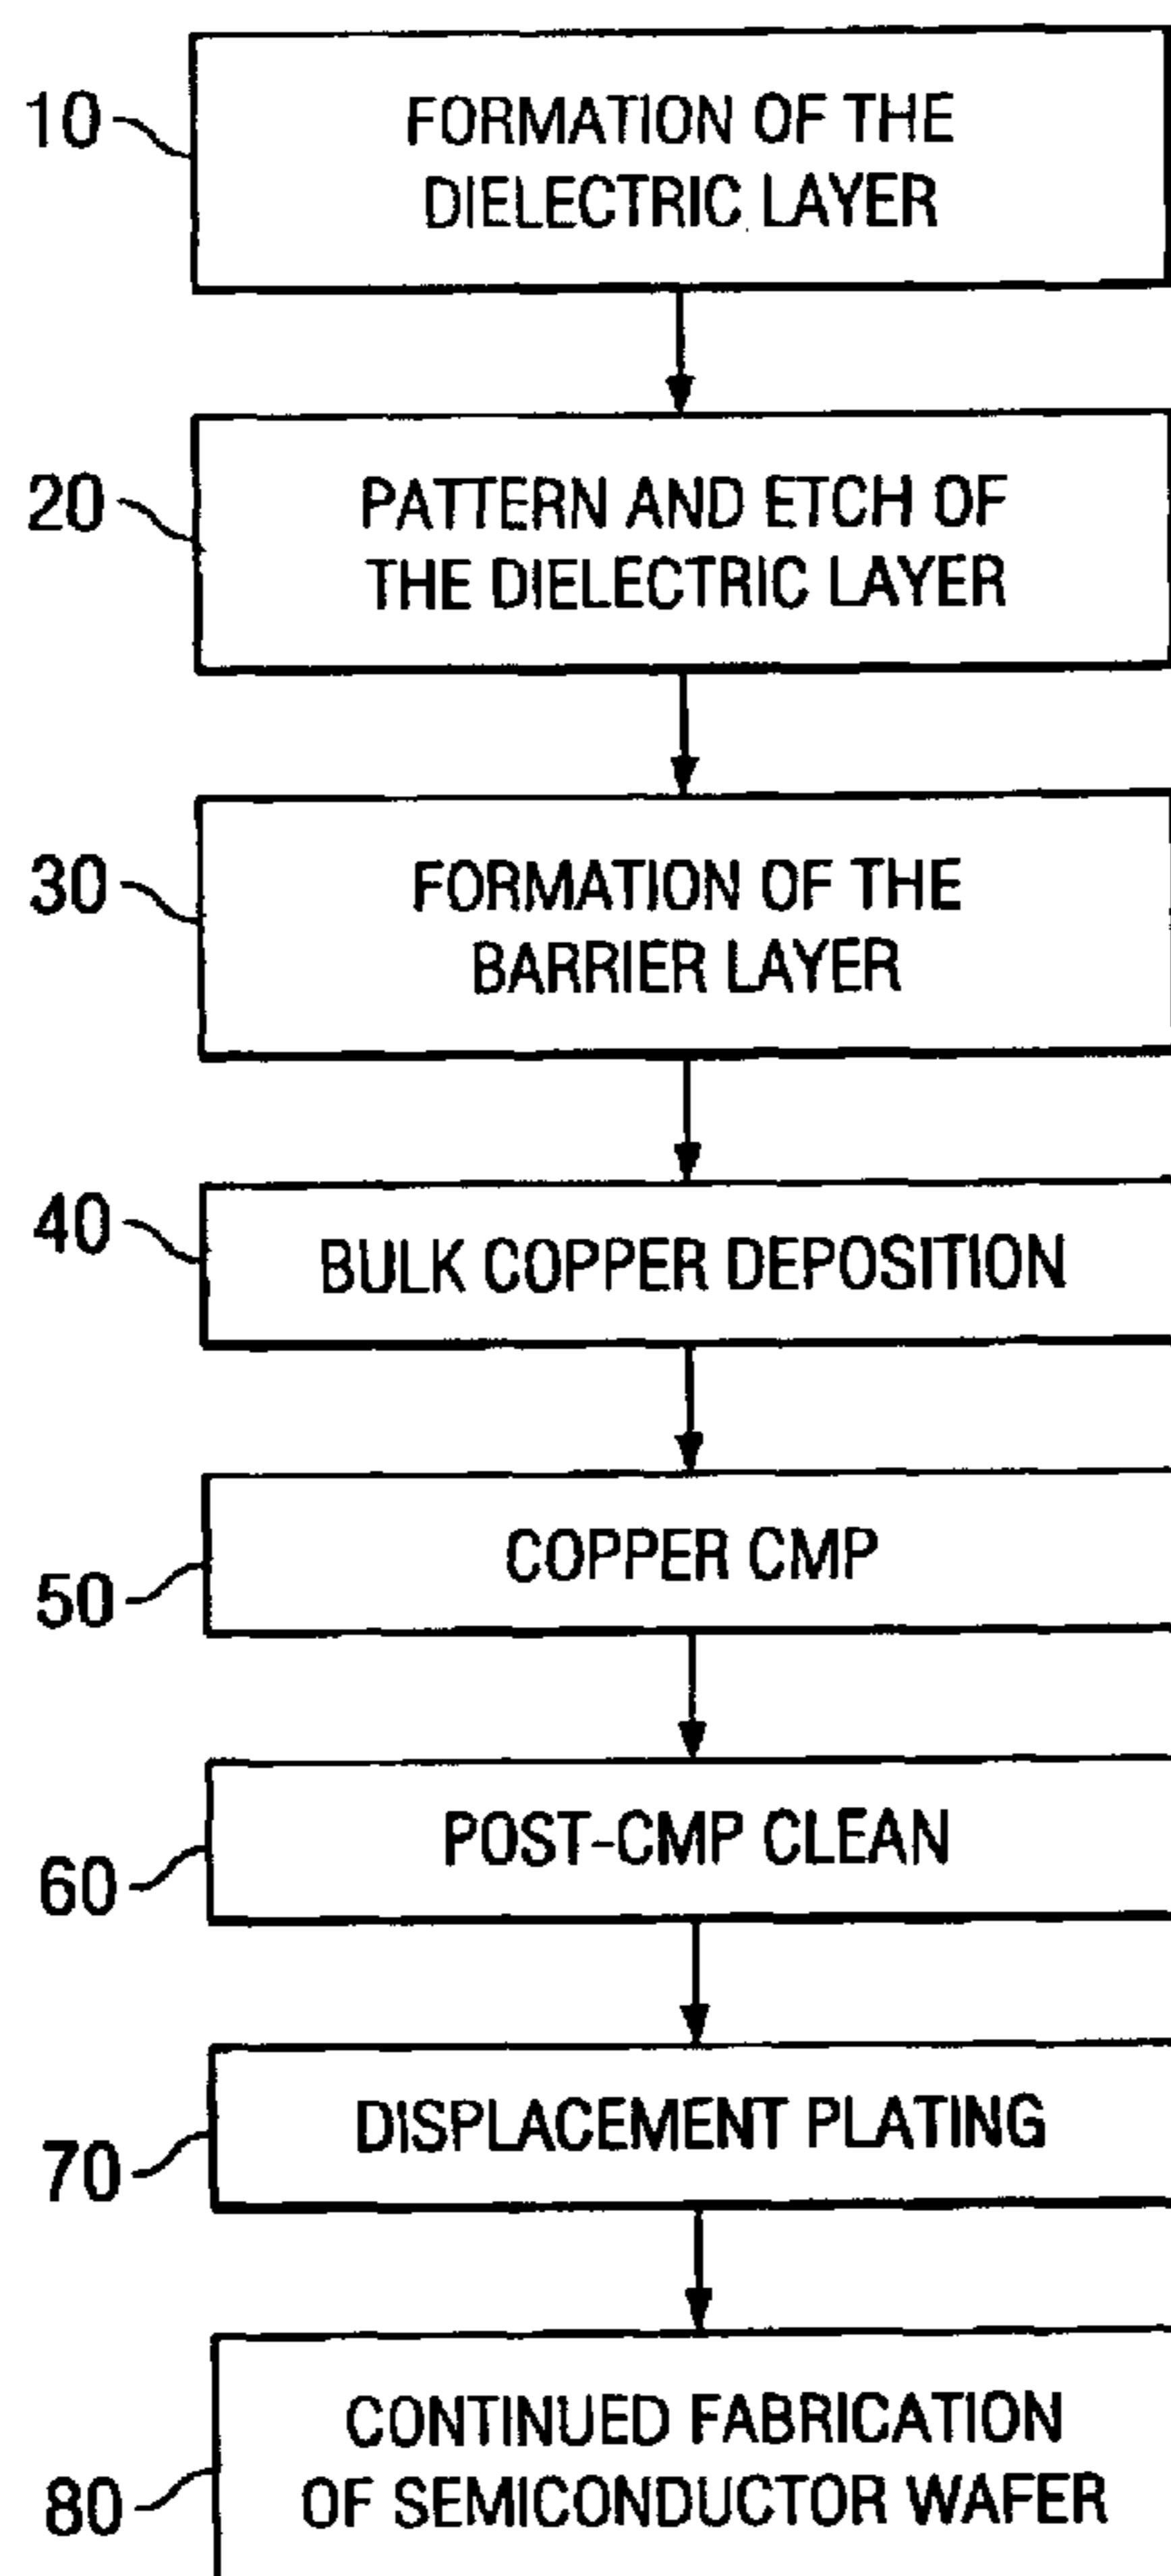 10
FORMATION OF THE
DIELECTRIC LAYER
20
PATTERN AND ETCH OF
THE DIELECTRIC LAYER
30
FORMATION OF THE
BARRIER LAYER
40
BULK COPPER DEPOSITION
50
COPPER CMP
60
POST-CMP CLEAN
70
DISPLACEMENT PLATING
80
CONTINUED FABRICATION
OF SEMICONDUCTOR WAFER